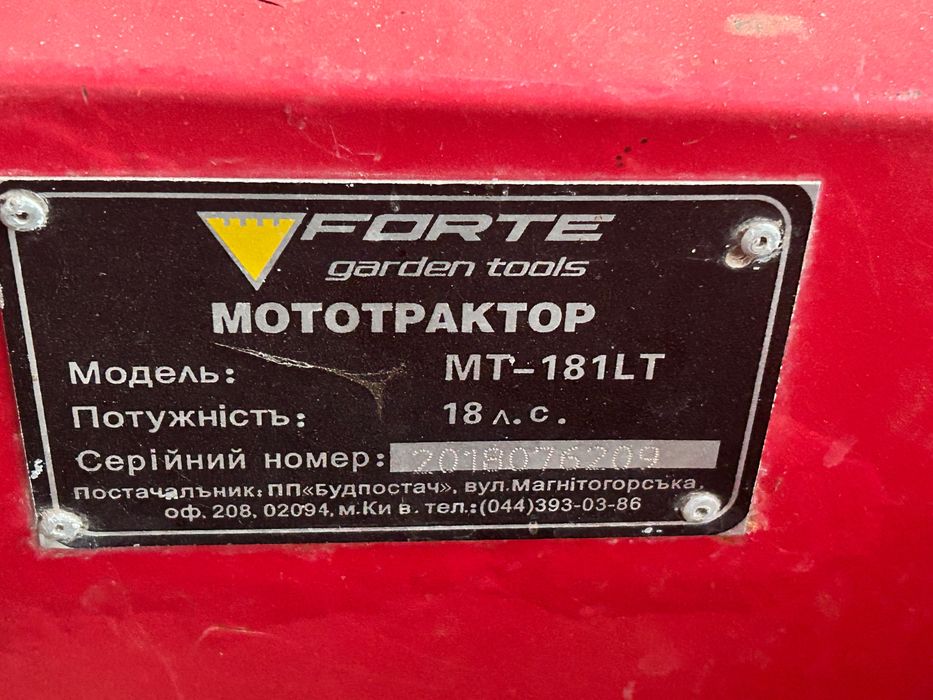 FORTE
garden tools
МОТОТРАКТОР
Модель: МТ-181LT
Потужність: 18 л.с.
Серійний номер: 2018076209
Постачальник: ПП«Будпостач», вул.Магнітогорська,
оф. 208, 02094, м.Ки в. тел.:(044)393-03-86